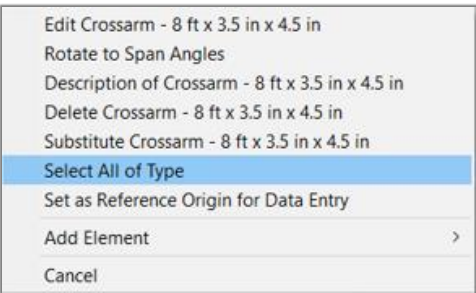 Edit Crossarm - 8 ft x 3.5 in x 4.5 in
Rotate to Span Angles
Description of Crossarm - 8 ft x 3.5 in x 4.5 in
Delete Crossarm - 8 ft x 3.5 in x 4.5 in
Substitute Crossarm - 8 ft x 3.5 in x 4.5 in
Select All of Type
Set as Reference Origin for Data Entry
Add Element
Cancel